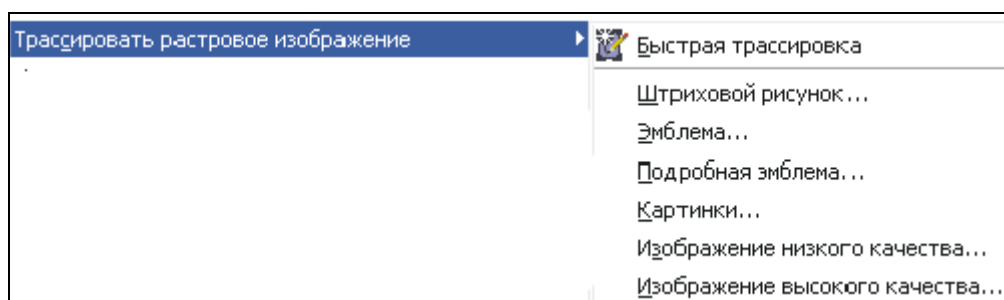 Трассировать растровое изображение
Быстрая трассировка
Штриховой рисунок...
Эмблема...
Подробная эмблема...
Картинки...
Изображение низкого качества...
Изображение высокого качества...